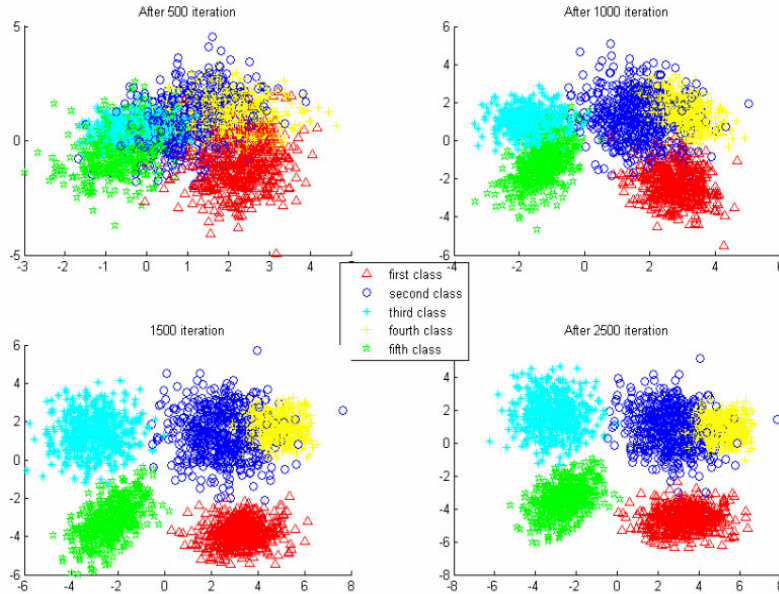 After 500 iteration
5
0
-5
-3 -2 -1 0 1 2 3 4
After 1000 iteration
6
4
2
0
-2
-4
-6
-4 -2 0 2 4 6
first class
second class
third class
fourth class
fifth class
1500 iteration
6
4
2
0
-2
-4
-6
-6 -4 -2 0 2 4 6 8
After 2500 iteration
6
4
2
0
-2
-4
-6
-8
-8 -6 -4 -2 0 2 4 6 8